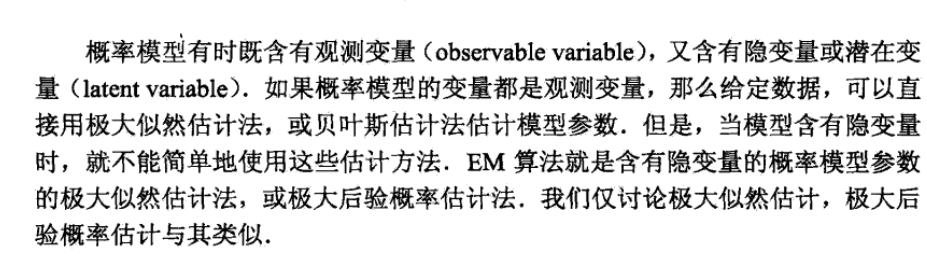 概率模型有时既含有观测变量（observable variable），又含有隐变量或潜在变
量（latent variable）．如果概率模型的变量都是观测变量，那么给定数据，可以直
接用极大似然估计法，或贝叶斯估计法估计模型参数．但是，当模型含有隐变量
时，就不能简单地使用这些估计方法．EM 算法就是含有隐变量的概率模型参数
的极大似然估计法，或极大后验概率估计法．我们仅讨论极大似然估计，极大后
验概率估计与其类似．